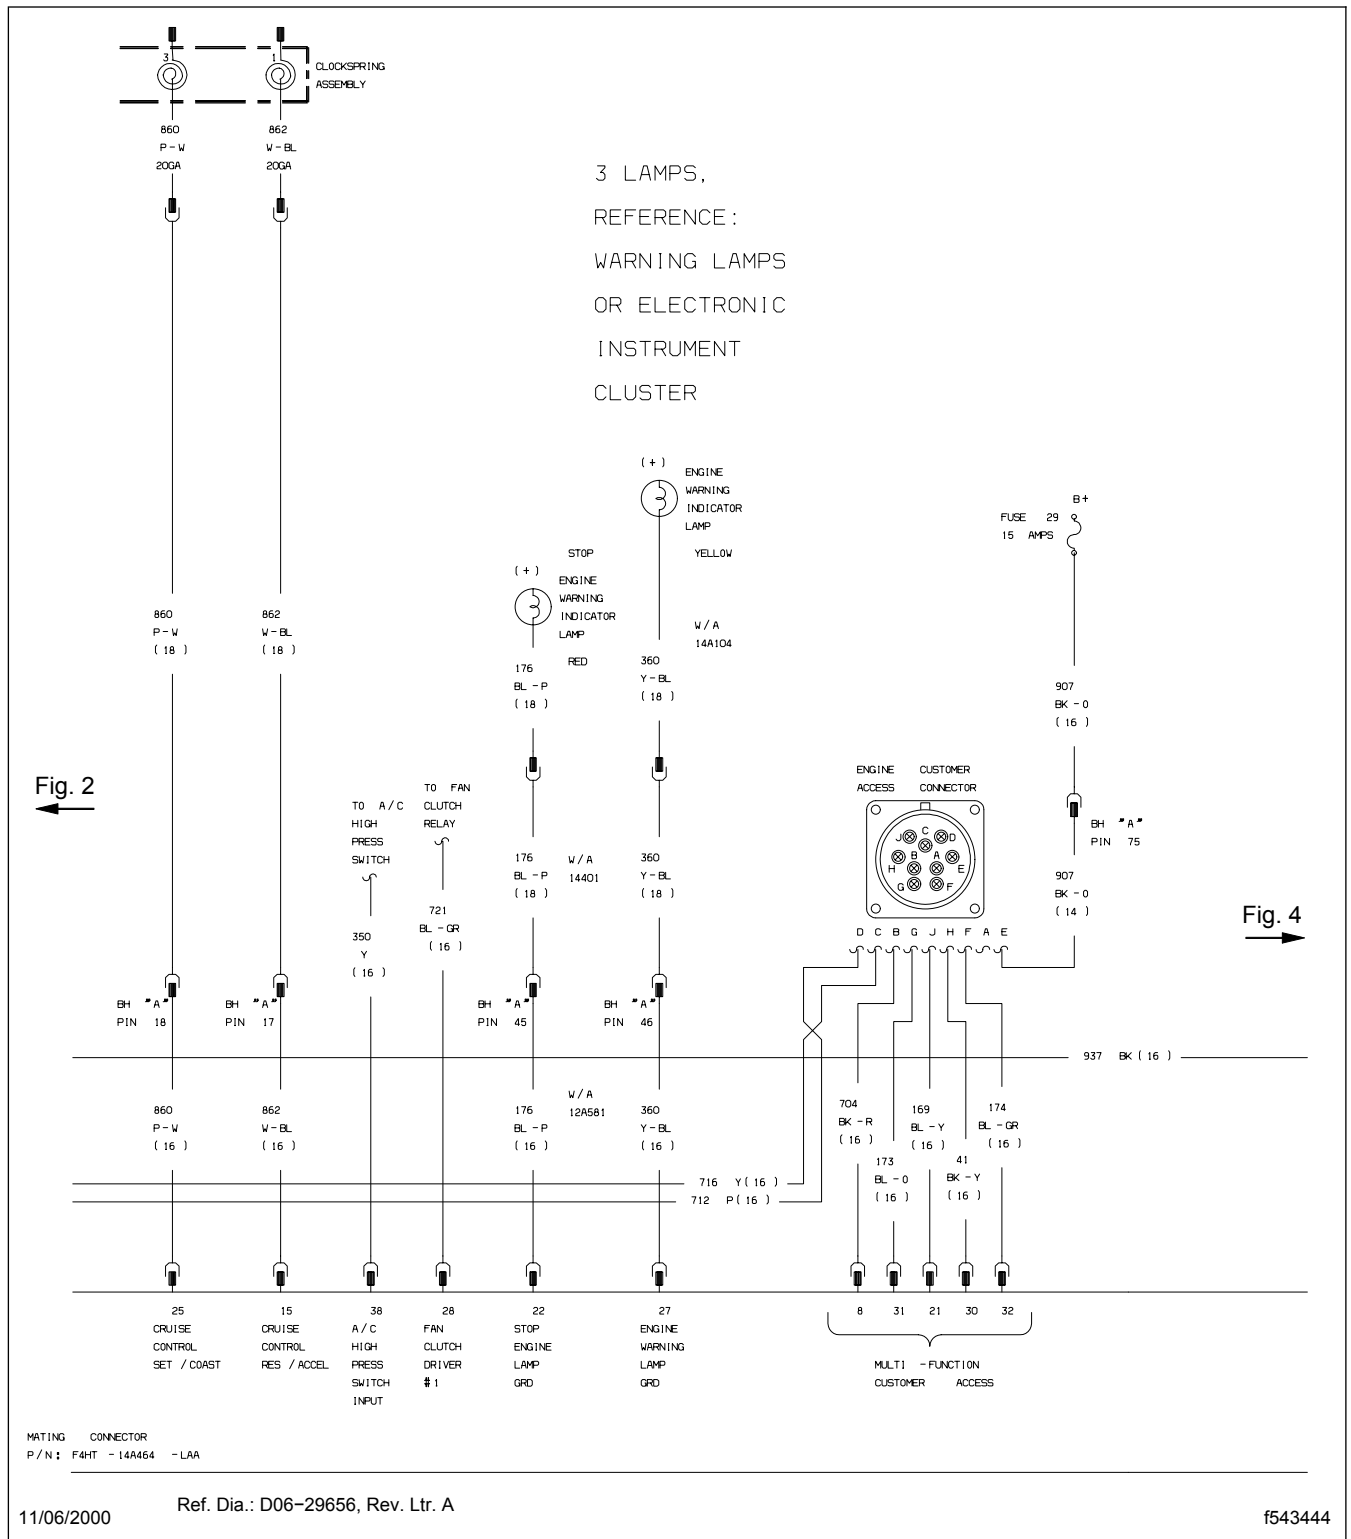 3 1
CLOCKSPRING
ASSEMBLY
860 862
P-W W-BL
20GA 20GA
3 LAMPS,
REFERENCE:
WARNING LAMPS
OR ELECTRONIC
INSTRUMENT
CLUSTER
(+)
ENGINE
WARNING
INDICATOR
LAMP
YELLOW
B+
FUSE 29
15 AMPS
STOP
(+)
ENGINE
WARNING
INDICATOR
LAMP
RED
860 862
P-W W-BL
(18) (18)
W/A
14A104
176
BL-P
(18)
360
Y-BL
(18)
907
BK-O
(16)
Fig. 2
TO A/C
HIGH
PRESS
SWITCH
TO FAN
CLUTCH
RELAY
ENGINE CUSTOMER
ACCESS CONNECTOR
J C D
H B A E
G F
BH "A"
PIN 75
176
BL-P
(18)
W/A
14401
360
Y-BL
(18)
907
BK-O
(14)
721
BL-GR
(16)
350
Y
(16)
D C B G J H F A E
Fig. 4
BH "A"
PIN 18
BH "A"
PIN 17
BH "A"
PIN 45
BH "A"
PIN 46
937 BK(16)
860
P-W
(16)
862
W-BL
(16)
176
BL-P
(16)
W/A
12A581
360
Y-BL
(16)
704
BK-R
(16)
169
BL-Y
(16)
174
BL-GR
(16)
173
BL-O
(16)
41
BK-Y
(16)
716 Y(16)
712 P(16)
25
CRUISE
CONTROL
SET /COAST
15
CRUISE
CONTROL
RES /ACCEL
38
A/C
HIGH
PRESS
SWITCH
INPUT
28
FAN
CLUTCH
DRIVER
#1
22
STOP
ENGINE
LAMP
GRD
27
ENGINE
WARNING
LAMP
GRD
8 31 21 30 32
MULTI -FUNCTION
CUSTOMER ACCESS
MATING CONNECTOR
P/N: F4HT -14A464 -LAA
Ref. Dia.: D06−29656, Rev. Ltr. A
11/06/2000
f543444